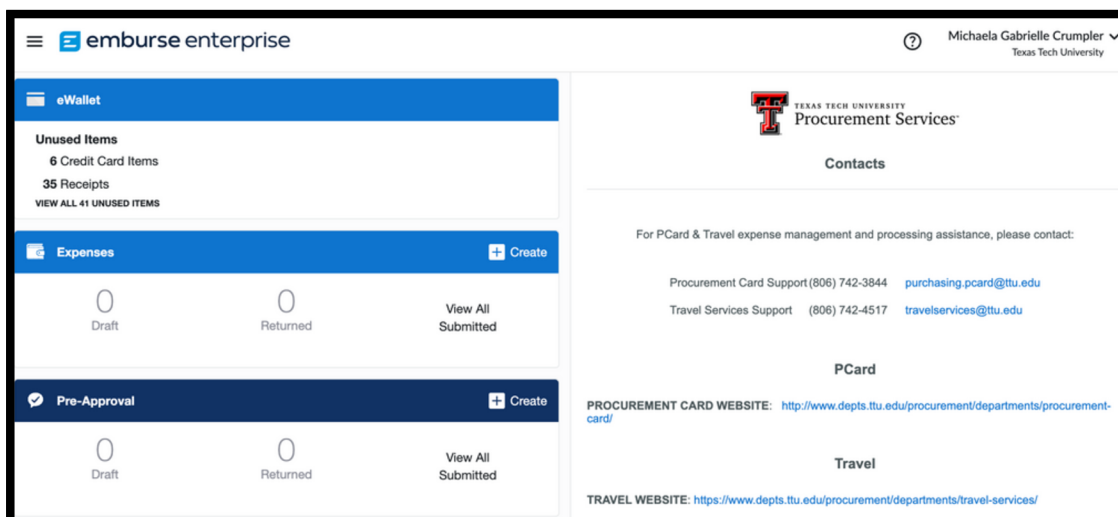 emburse enterprise
Michaela Gabrielle Crumpler
Texas Tech University
eWallet
Unused Items
6 Credit Card Items
35 Receipts
VIEW ALL 41 UNUSED ITEMS
Expenses
Create
0
Draft
0
Returned
View All
Submitted
Pre-Approval
Create
0
Draft
0
Returned
View All
Submitted
TEXAS TECH UNIVERSITY
Procurement Services
Contacts
For PCard & Travel expense management and processing assistance, please contact:
Procurement Card Support (806) 742-3844 purchasing.pcard@ttu.edu
Travel Services Support (806) 742-4517 travelservices@ttu.edu
PCard
PROCUREMENT CARD WEBSITE: http://www.depts.ttu.edu/procurement/departments/procurement-
card/
Travel
TRAVEL WEBSITE: https://www.depts.ttu.edu/procurement/departments/travel-services/